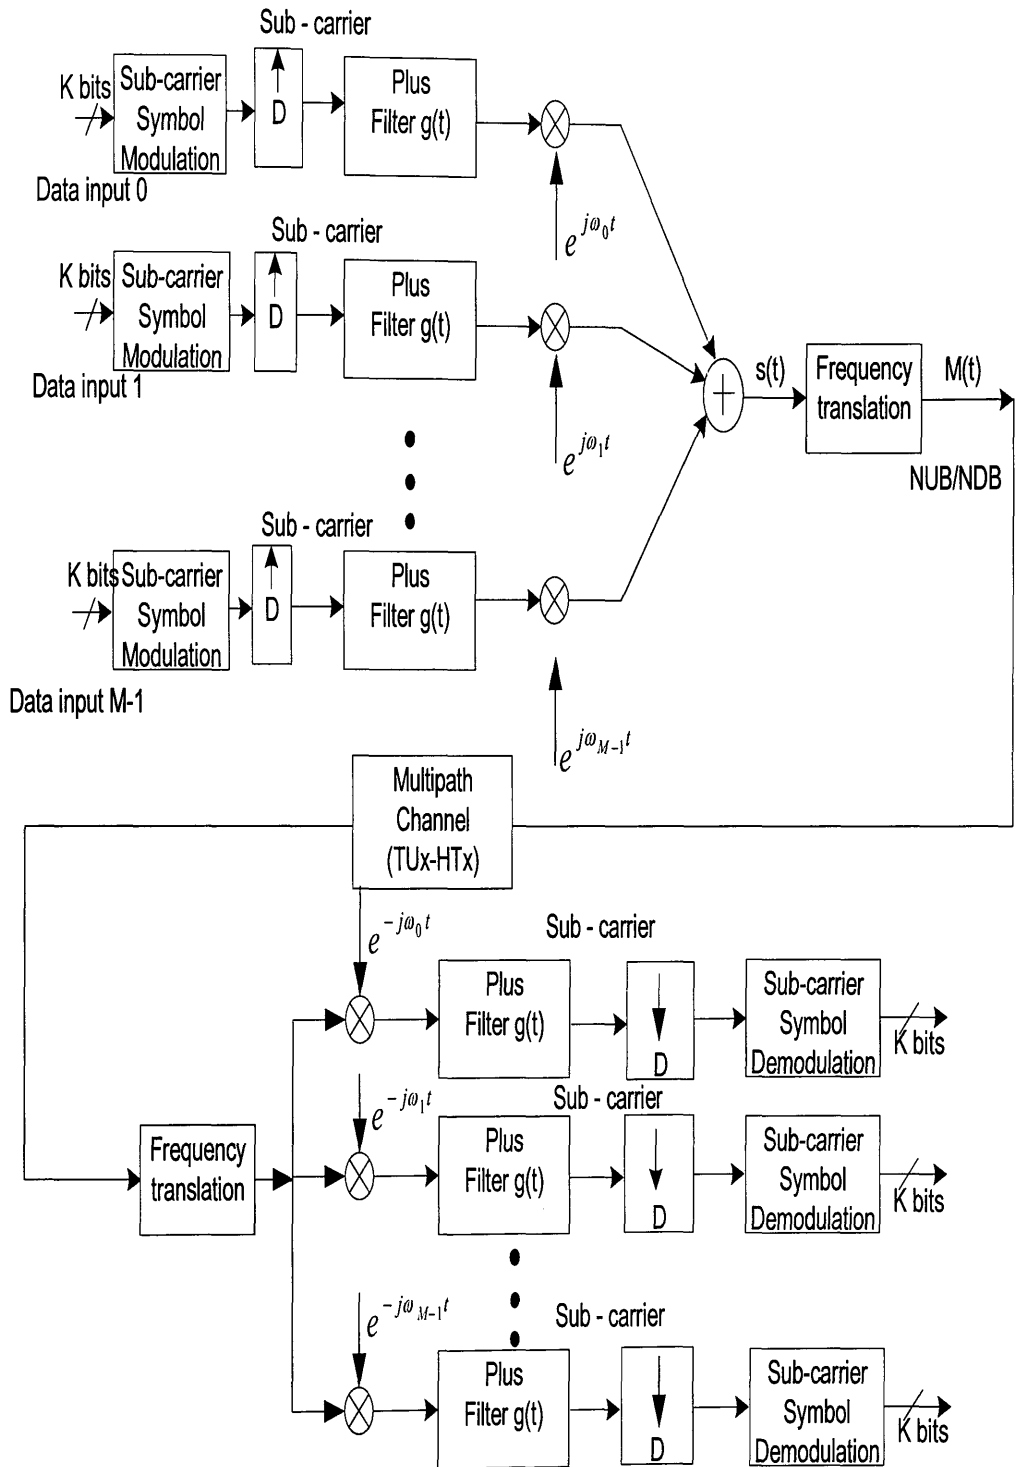 Sub - carrier
K bits
Sub-carrier
Symbol
Modulation
D
Plus
Filter g(t)
Data input 0
e^{jω_0 t}
Sub - carrier
K bits
Sub-carrier
Symbol
Modulation
D
Plus
Filter g(t)
Data input 1
e^{jω_1 t}
s(t)
Frequency
translation
M(t)
NUB/NDB
Sub - carrier
K bits
Sub-carrier
Symbol
Modulation
D
Plus
Filter g(t)
Data input M-1
e^{jω_{M-1} t}
Multipath
Channel
(TUx-HTx)
e^{-jω_0 t}
Sub - carrier
Plus
Filter g(t)
D
Sub-carrier
Symbol
Demodulation
K bits
e^{-jω_1 t}
Sub - carrier
Frequency
translation
Plus
Filter g(t)
D
Sub-carrier
Symbol
Demodulation
K bits
e^{-jω_{M-1} t}
Sub - carrier
Plus
Filter g(t)
D
Sub-carrier
Symbol
Demodulation
K bits